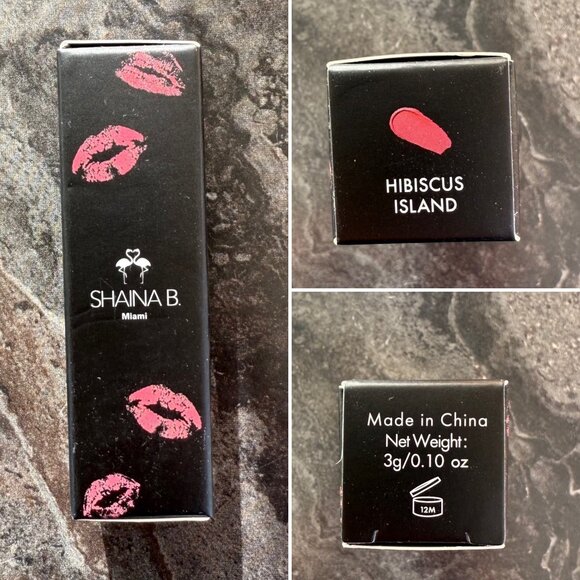 SHAINA B.
Miami
HIBISCUS
ISLAND
Made in China
Net Weight:
3g/0.10 oz
12M